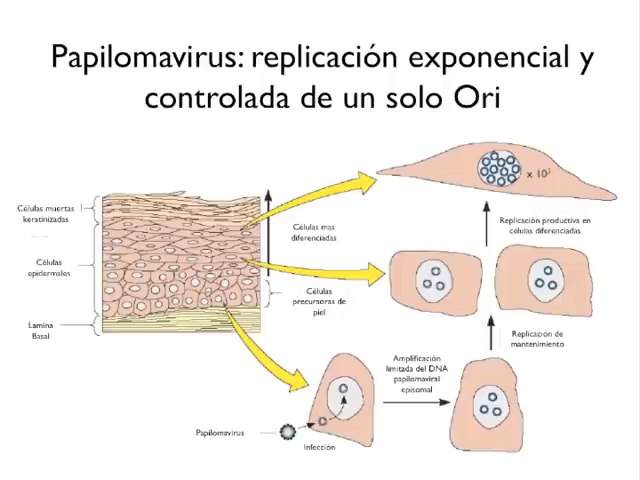 Papilomavirus: replicación exponencial y
controlada de un solo Ori
Células muertas
keratinizadas
Células
epidermales
Lamina
Basal
Células mas
diferenciadas
Células
precursoras de
piel
x 10³
Replicación productiva en
celulas diferenciadas
Replicación de
mantenimiento
Amplificación
limitada del DNA
papilomaviral
episomal
Papilomavirus
Infección